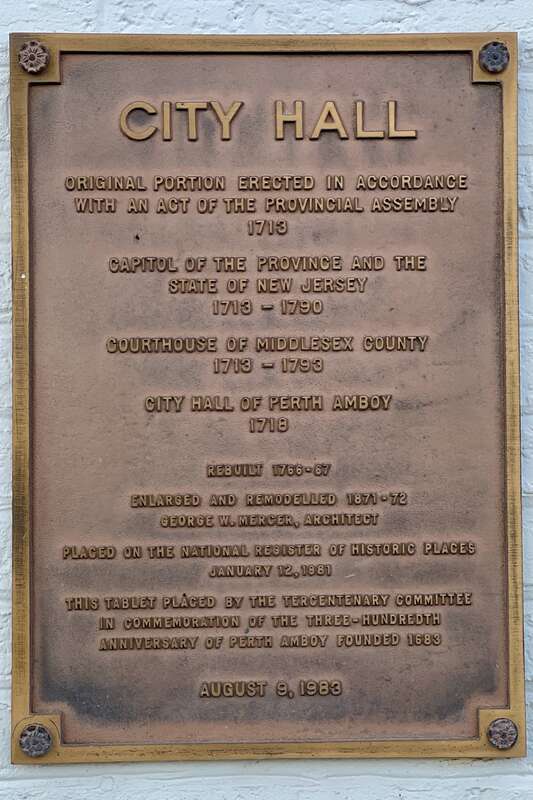 CITY HALL
ORIGINAL PORTION ERECTED IN ACCORDANCE
WITH AN ACT OF THE PROVINCIAL ASSEMBLY
1713
CAPITOL OF THE PROVINCE AND THE
STATE OF NEW JERSEY
1713 - 1790
COURTHOUSE OF MIDDLESEX COUNTY
1713 - 1793
CITY HALL OF PERTH AMBOY
1718
REBUILT 1766-67
ENLARGED AND REMODELLED 1871-72
GEORGE W. MERCER, ARCHITECT
PLACED ON THE NATIONAL REGISTER OF HISTORIC PLACES
JANUARY 12, 1981
THIS TABLET PLACED BY THE TERCENTENARY COMMITTEE
IN COMMEMORATION OF THE THREE-HUNDREDTH
ANNIVERSARY OF PERTH AMBOY FOUNDED 1683
AUGUST 9, 1983